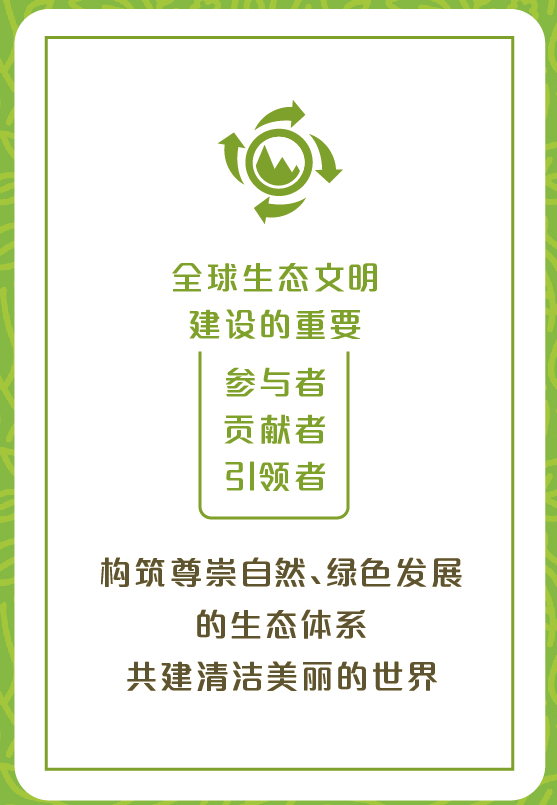 全球生态文明
建设的重要
参与者
贡献者
引领者
构筑尊崇自然、绿色发展
的生态体系
共建清洁美丽的世界